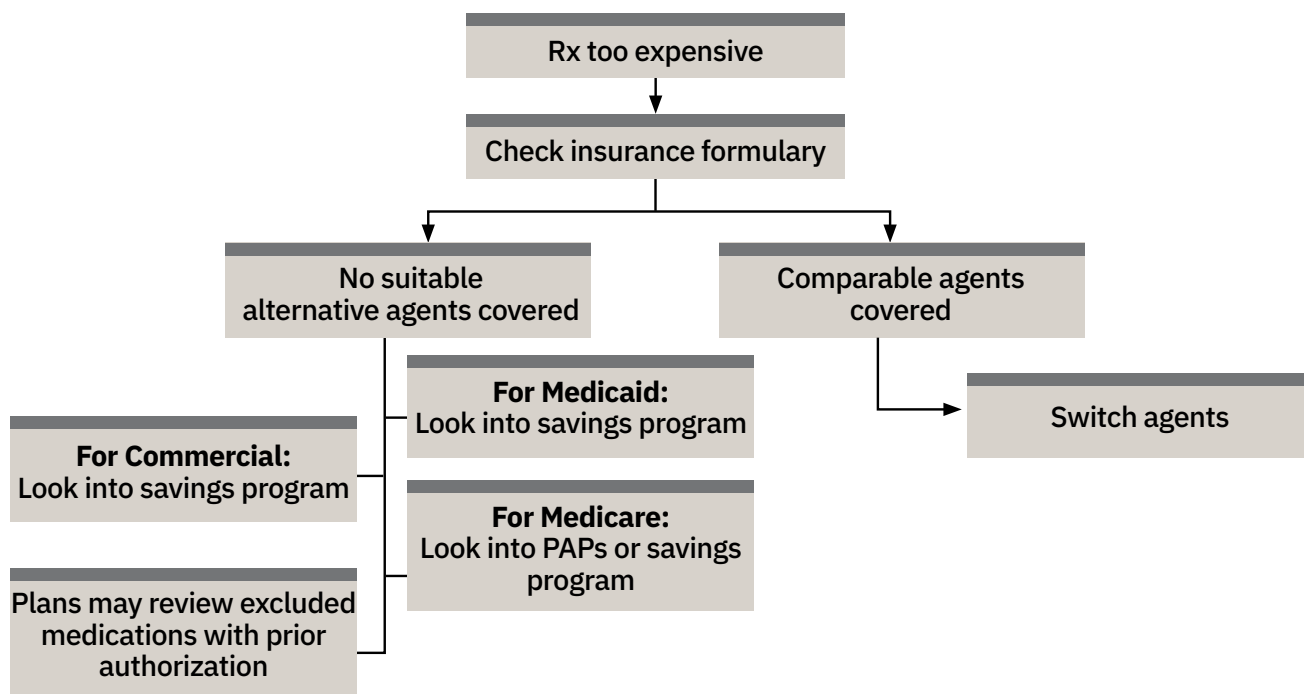 Rx too expensive
Check insurance formulary
No suitable
alternative agents covered
Comparable agents
covered
For Medicaid:
Look into savings program
Switch agents
For Commercial:
Look into savings program
For Medicare:
Look into PAPs or savings
program
Plans may review excluded
medications with prior
authorization